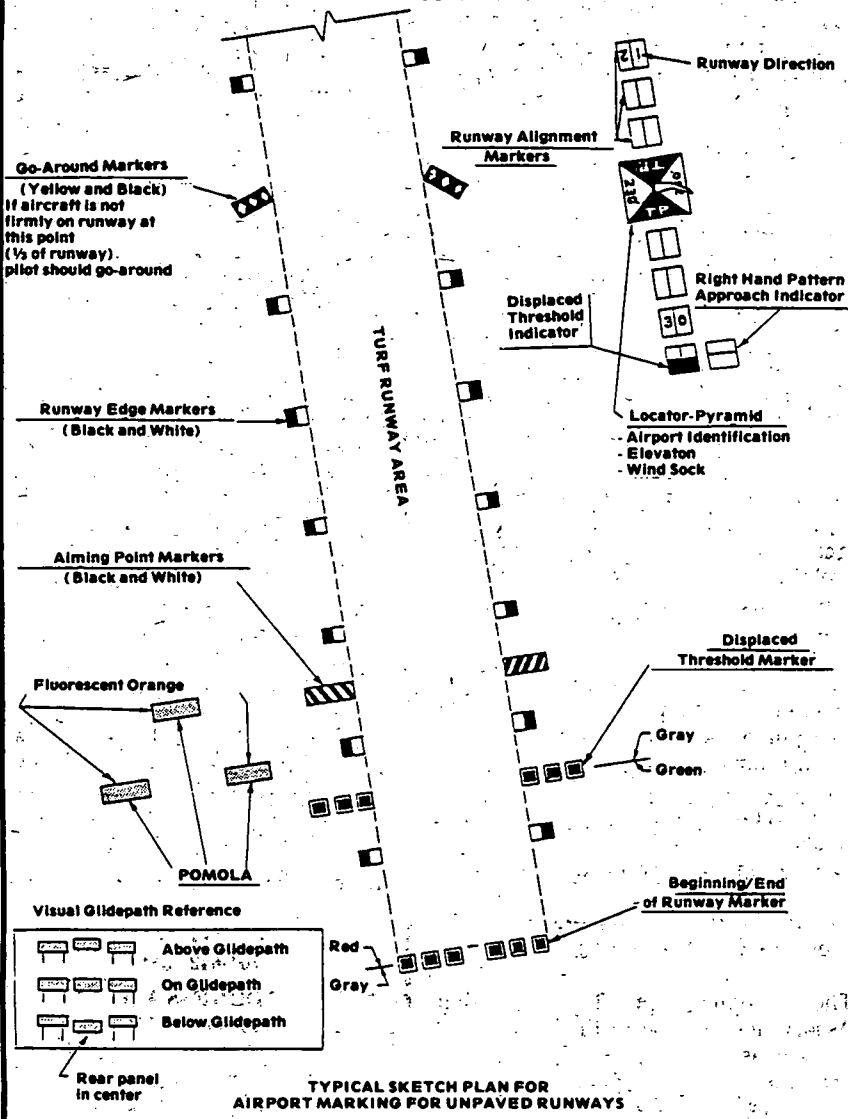 Runway Direction
Runway Alignment
Markers
12
Go-Around Markers
(Yellow and Black)
If aircraft is not
firmly on runway at
this point
(⅓ of runway).
pilot should go-around
230
TP
Right Hand Pattern
Approach Indicator
Displaced
Threshold
Indicator
30
TURF RUNWAY AREA
Runway Edge Markers
(Black and White)
Locator-Pyramid
- Airport Identification
- Elevaton
- Wind Sock
Aiming Point Markers
(Black and White)
Displaced
Threshold Marker
Fluorescent Orange
Gray
Green
POMOLA
Beginning/End
of Runway Marker
Visual Glidepath Reference
Above Glidepath
On Glidepath
Below Glidepath
Red
Gray
Rear panel
in center
TYPICAL SKETCH PLAN FOR
AIRPORT MARKING FOR UNPAVED RUNWAYS